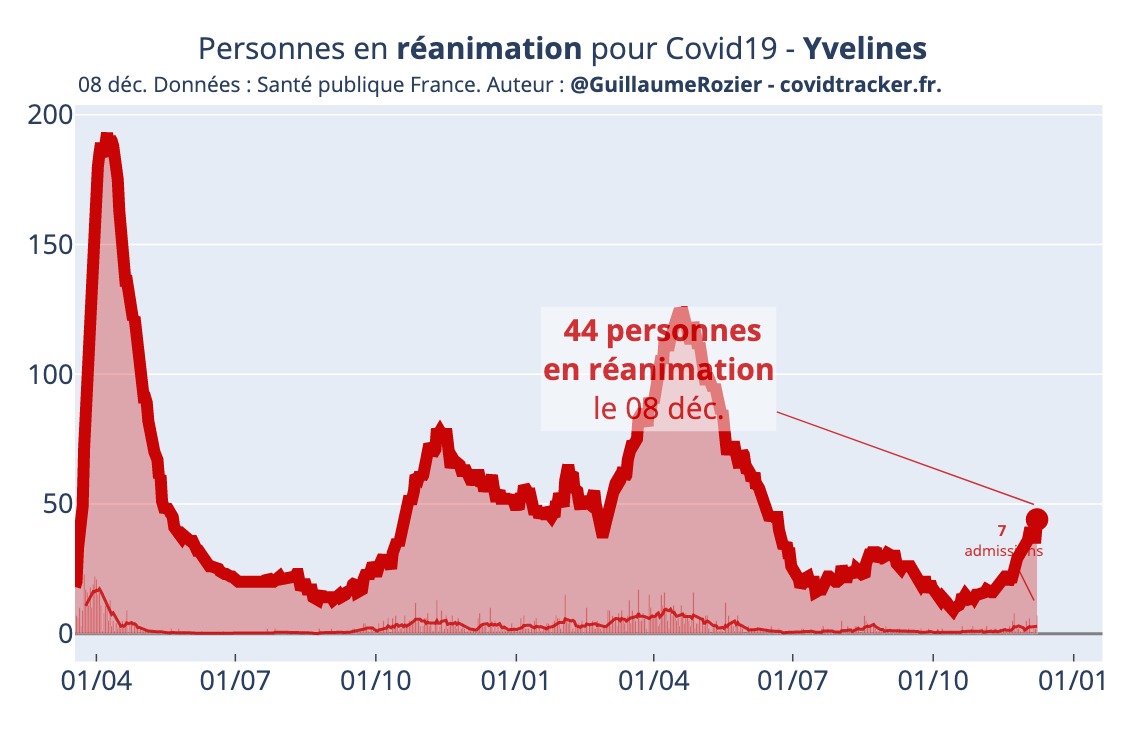 Personnes en réanimation pour Covid19 - Yvelines
08 déc. Données : Santé publique France. Auteur : @GuillaumeRozier - covidtracker.fr.
200
150
100
50
0
44 personnes
en réanimation
le 08 déc.
7
admissions
01/04
01/07
01/10
01/01
01/04
01/07
01/10
01/01